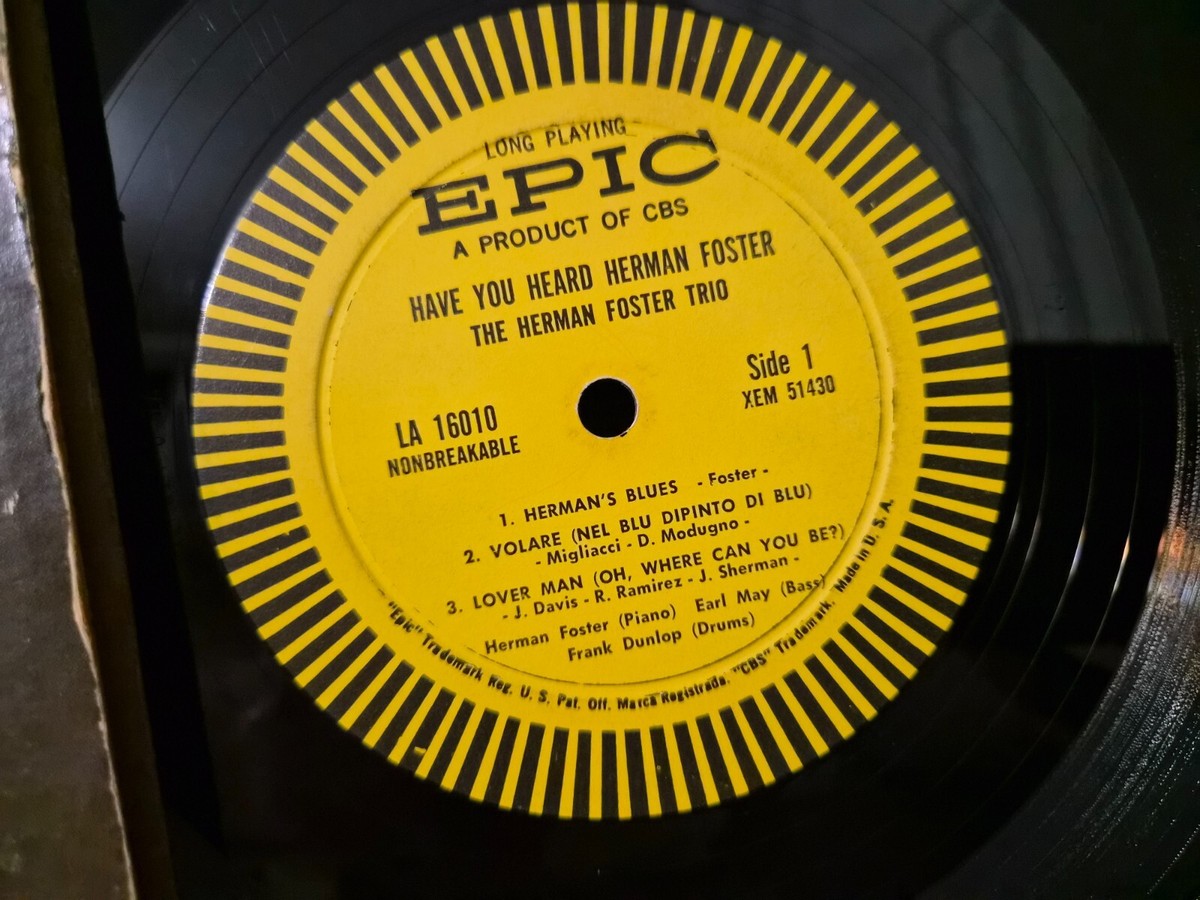 LONG PLAYING
EPIC
A PRODUCT OF CBS
HAVE YOU HEARD HERMAN FOSTER
THE HERMAN FOSTER TRIO
Side 1
XEM 51430
LA 16010
NONBREAKABLE
1. HERMAN'S BLUES - Foster -
2. VOLARE (NEL BLU DIPINTO DI BLU)
- Migliacci - D. Modugno -
3. LOVER MAN (OH, WHERE CAN YOU BE?)
- J. Davis - R. Ramirez - J. Sherman -
Herman Foster (Piano) Earl May (Bass)
Frank Dunlop (Drums)
"Epic" Trademark Reg. U. S. Pat. Off. Marca Registrada. "CBS" Trademark. Made in U. S. A.